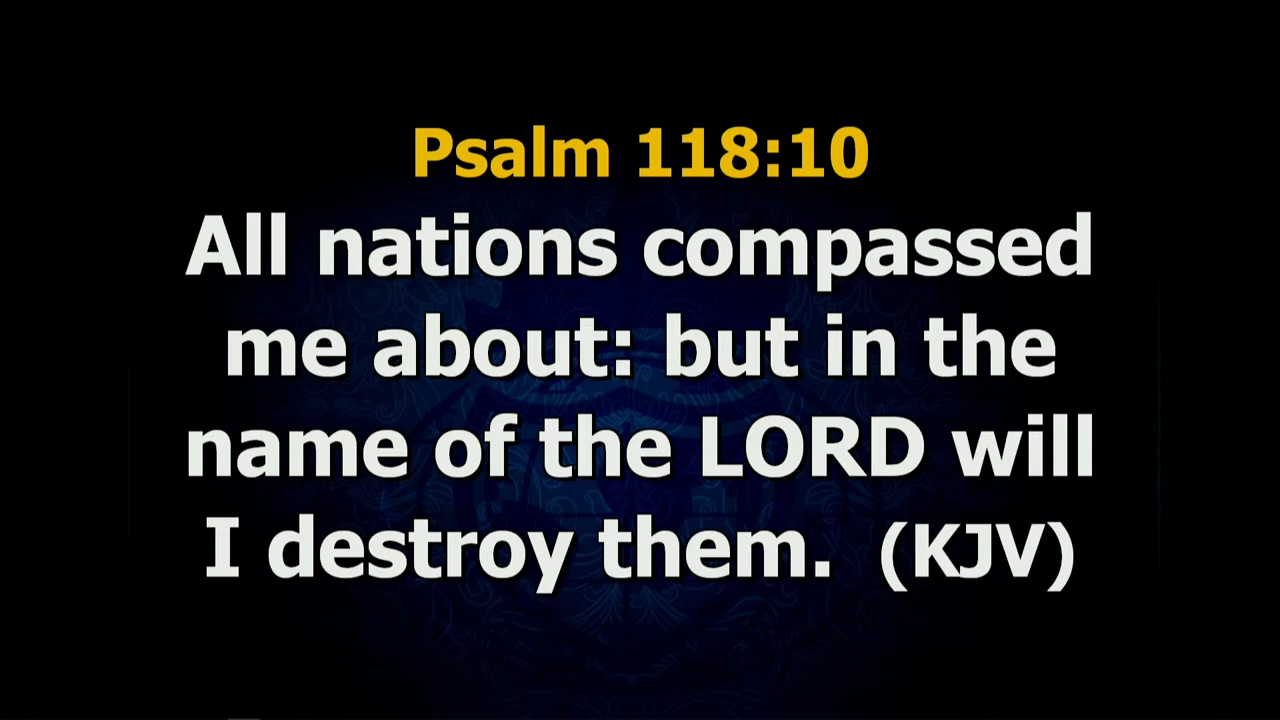 Psalm 118:10
All nations compassed
me about: but in the
name of the LORD will
I destroy them. (KJV)